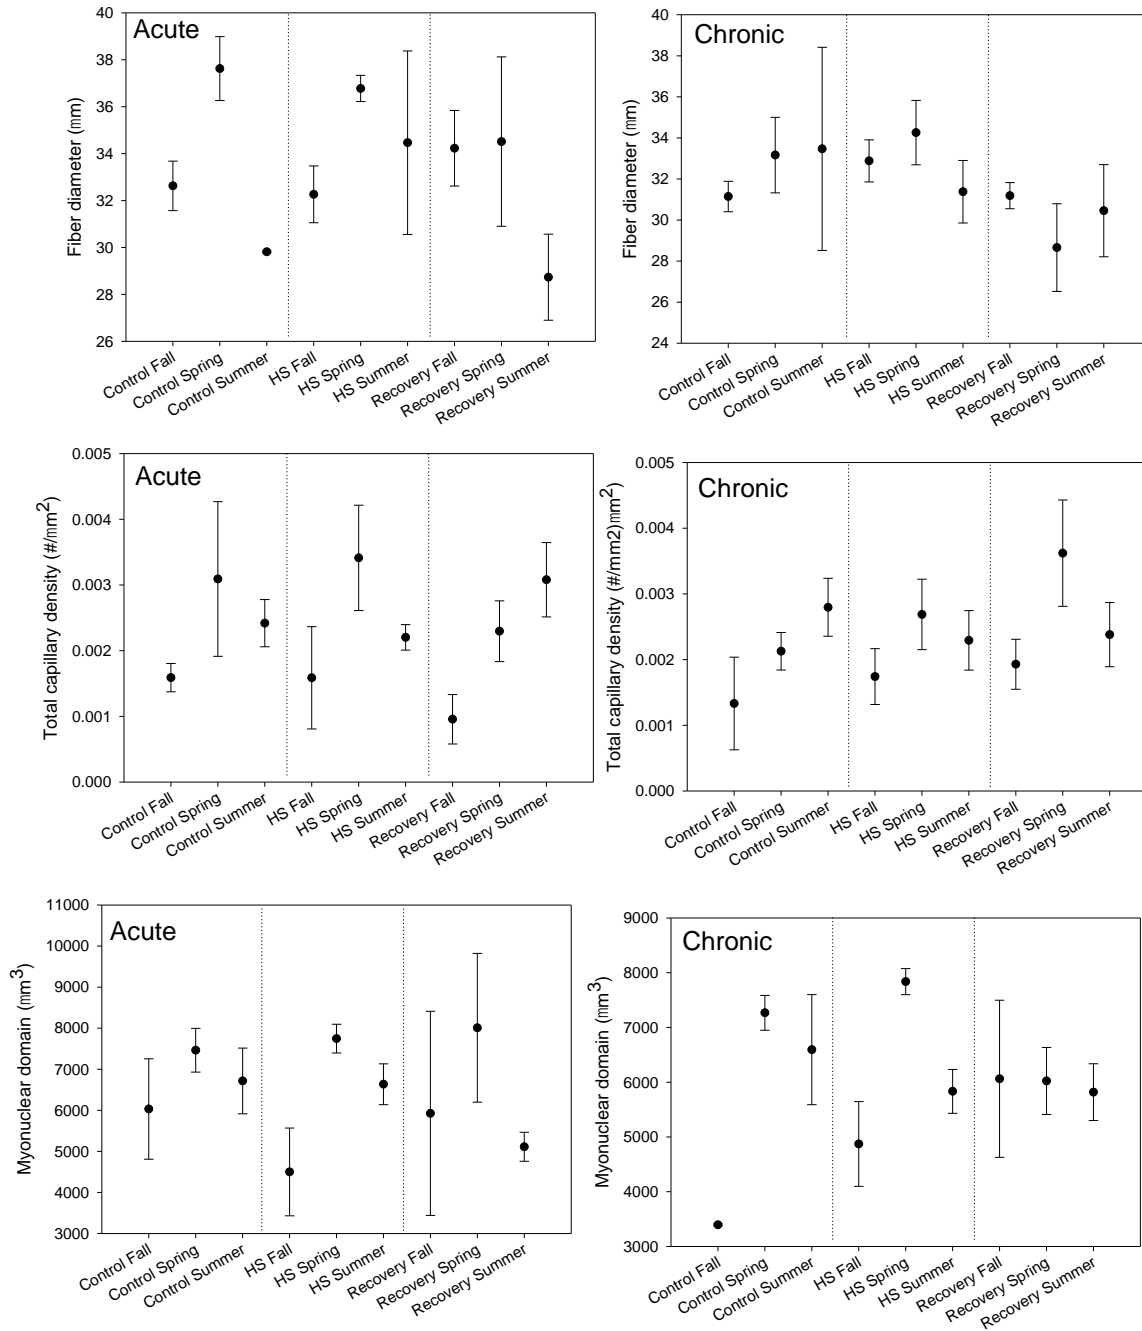 Acute
Fiber diameter (mm)
40
38
36
34
32
30
28
26
Control Fall
Control Spring
Control Summer
HS Fall
HS Spring
HS Summer
Recovery Fall
Recovery Spring
Recovery Summer
Chronic
Fiber diameter (mm)
40
38
36
34
32
30
28
26
24
Control Fall
Control Spring
Control Summer
HS Fall
HS Spring
HS Summer
Recovery Fall
Recovery Spring
Recovery Summer
Acute
Total capillary density (#/mm2)
0.005
0.004
0.003
0.002
0.001
0.000
Control Fall
Control Spring
Control Summer
HS Fall
HS Spring
HS Summer
Recovery Fall
Recovery Spring
Recovery Summer
Chronic
Total capillary density (#/mm2)mm2)
0.005
0.004
0.003
0.002
0.001
0.000
Control Fall
Control Spring
Control Summer
HS Fall
HS Spring
HS Summer
Recovery Fall
Recovery Spring
Recovery Summer
Acute
Myonuclear domain (mm3)
11000
10000
9000
8000
7000
6000
5000
4000
3000
Control Fall
Control Spring
Control Summer
HS Fall
HS Spring
HS Summer
Recovery Fall
Recovery Spring
Recovery Summer
Chronic
Myonuclear domain (mm3)
9000
8000
7000
6000
5000
4000
3000
Control Fall
Control Spring
Control Summer
HS Fall
HS Spring
HS Summer
Recovery Fall
Recovery Spring
Recovery Summer